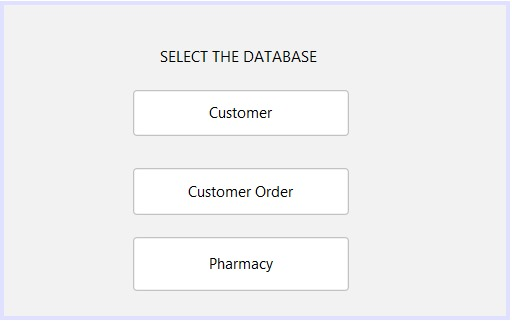 SELECT THE DATABASE
Customer
Customer Order
Pharmacy